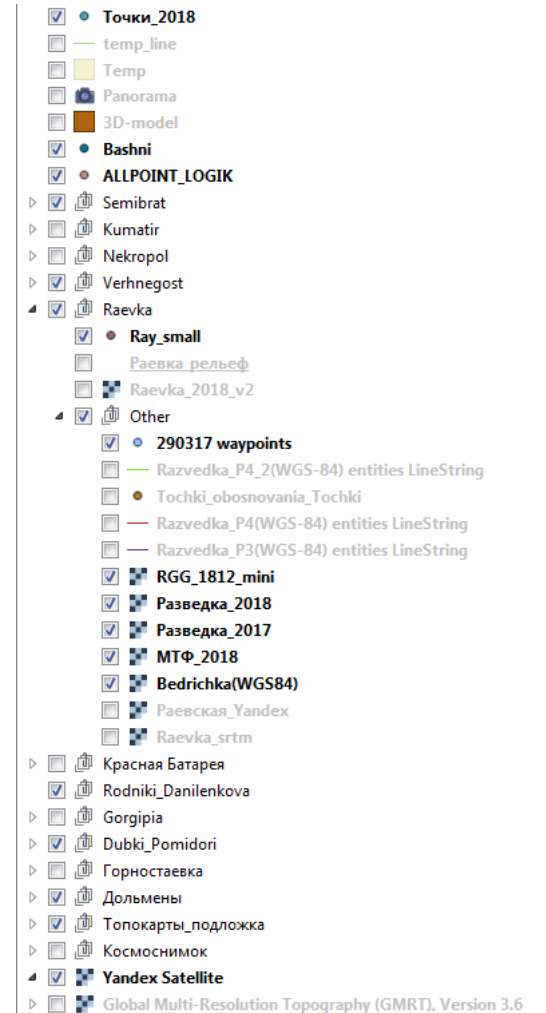 Точки_2018
temp_line
Temp
Panorama
3D-model
Bashni
ALLPOINT_LOGIK
Semibrat
Kumatir
Nekropol
Verhnegost
Raevka
Ray_small
Раевка_рельеф
Raevka_2018_v2
Other
290317 waypoints
Razvedka_P4_2(WGS-84) entities LineString
Tochki_obosnovania_Tochki
Razvedka_P4(WGS-84) entities LineString
Razvedka_P3(WGS-84) entities LineString
RGG_1812_mini
Разведка_2018
Разведка_2017
МТФ_2018
Bedrichka(WGS84)
Раевская_Yandex
Raevka_srtm
Красная Батарея
Rodniki_Danilenkova
Gorgipia
Dubki_Pomidori
Горностаевка
Дольмены
Топокарты_подложка
Космоснимок
Yandex Satellite
Global Multi-Resolution Topography (GMRT), Version 3.6